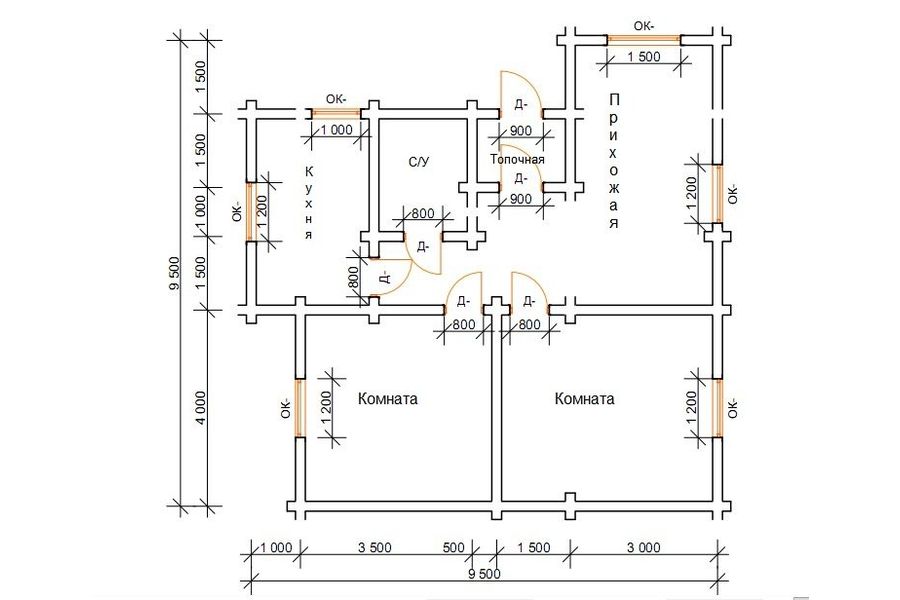 ОК-
1 500
1 500
ОК-
1 000
Д-
900
Топочная
Д-
900
Прихожая
С/У
Кухня
1 500
1 200
ОК-
1 200
ОК-
1 000
800
Д-
9 500
1 500
800
Д-
Д-
800
Д-
800
4 000
ОК-
1 200
Комната
Комната
1 200
ОК-
1 000
3 500
500
1 500
3 000
9 500